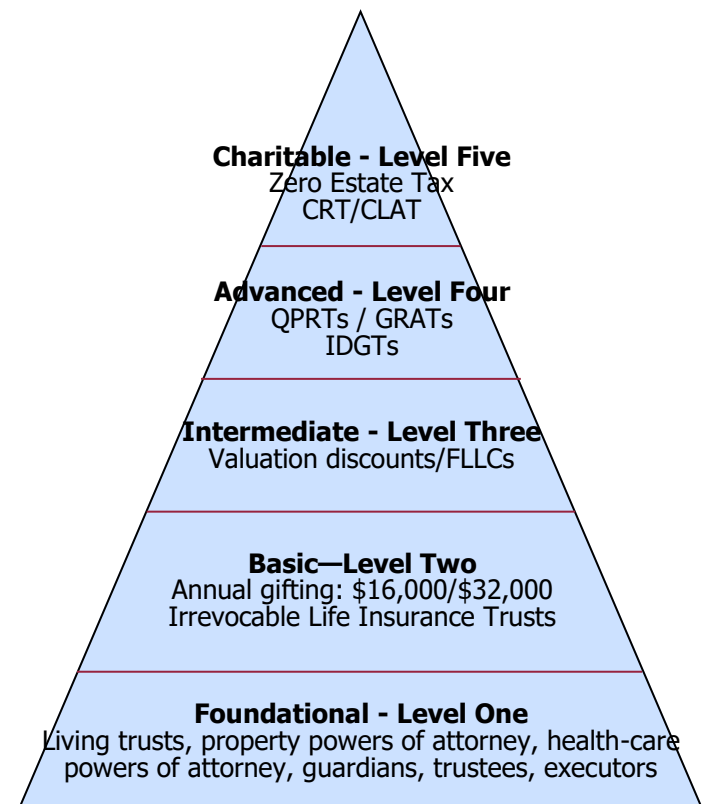 Charitable - Level Five
Zero Estate Tax
CRT/CLAT
Advanced - Level Four
QPRTs / GRATs
IDGTs
Intermediate - Level Three
Valuation discounts/FLLCs
Basic—Level Two
Annual gifting: $16,000/$32,000
Irrevocable Life Insurance Trusts
Foundational - Level One
Living trusts, property powers of attorney, health-care
powers of attorney, guardians, trustees, executors